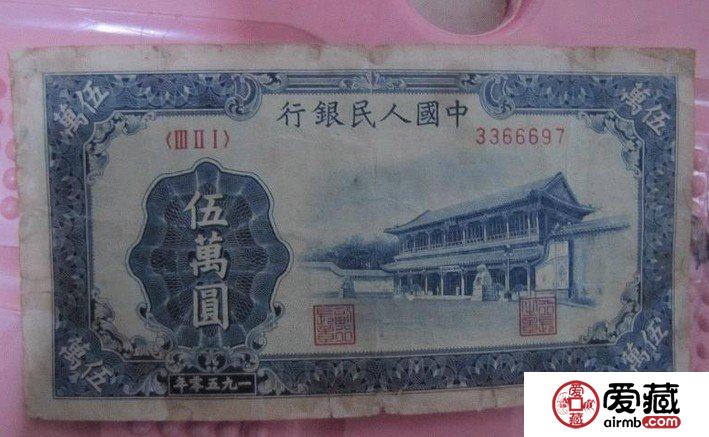 中國人民銀行
〈III II I〉
3366697
伍萬
伍萬
伍萬圓
伍萬
伍萬
一九五零年
爱藏
airmb.com